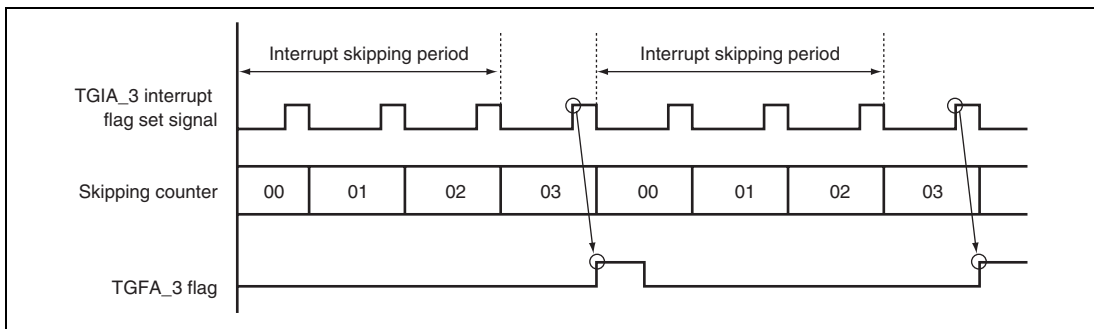 Interrupt skipping period Interrupt skipping period
TGIA_3 interrupt
flag set signal
Skipping counter 00 01 02 03 00 01 02 03
TGFA_3 flag